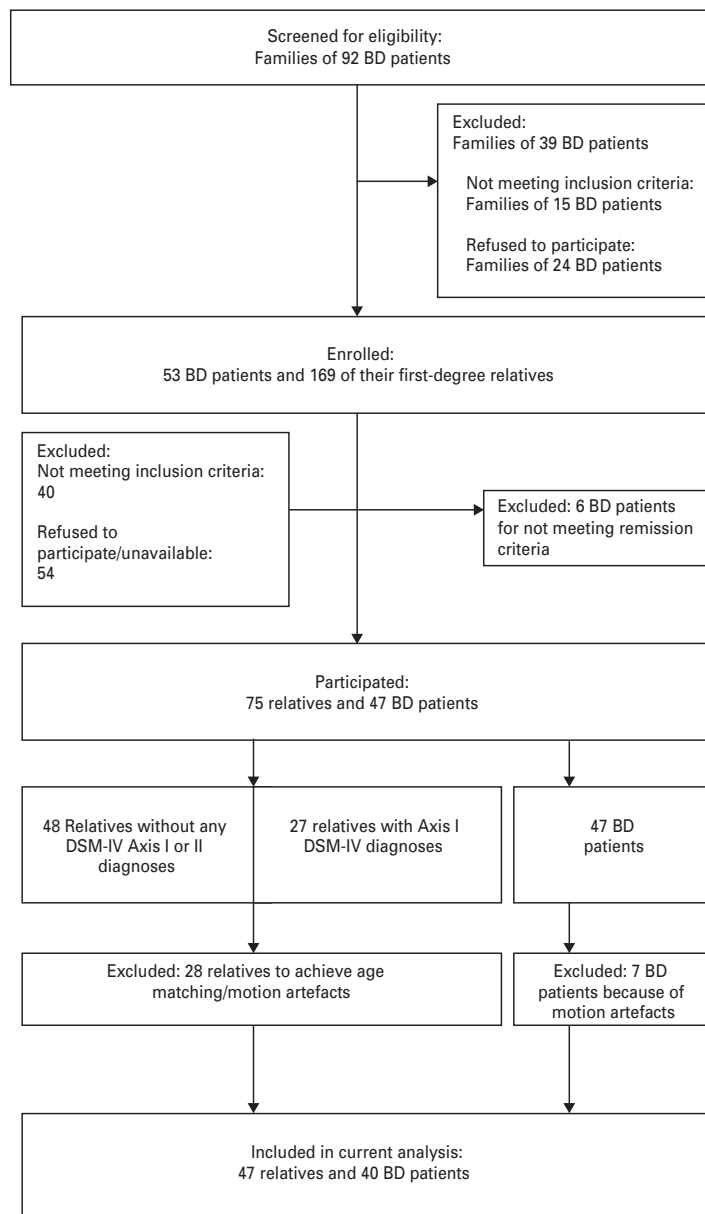 Screened for eligibility:
Families of 92 BD patients
Excluded:
Families of 39 BD patients
Not meeting inclusion criteria:
Families of 15 BD patients
Refused to participate:
Families of 24 BD patients
Enrolled:
53 BD patients and 169 of their first-degree relatives
Excluded:
Not meeting inclusion criteria:
40
Refused to
participate/unavailable:
54
Excluded: 6 BD patients
for not meeting remission
criteria
Participated:
75 relatives and 47 BD patients
48 Relatives without any
DSM-IV Axis I or II
diagnoses
27 relatives with Axis I
DSM-IV diagnoses
47 BD
patients
Excluded: 28 relatives to achieve age
matching/motion artefacts
Excluded: 7 BD
patients because of
motion artefacts
Included in current analysis:
47 relatives and 40 BD patients